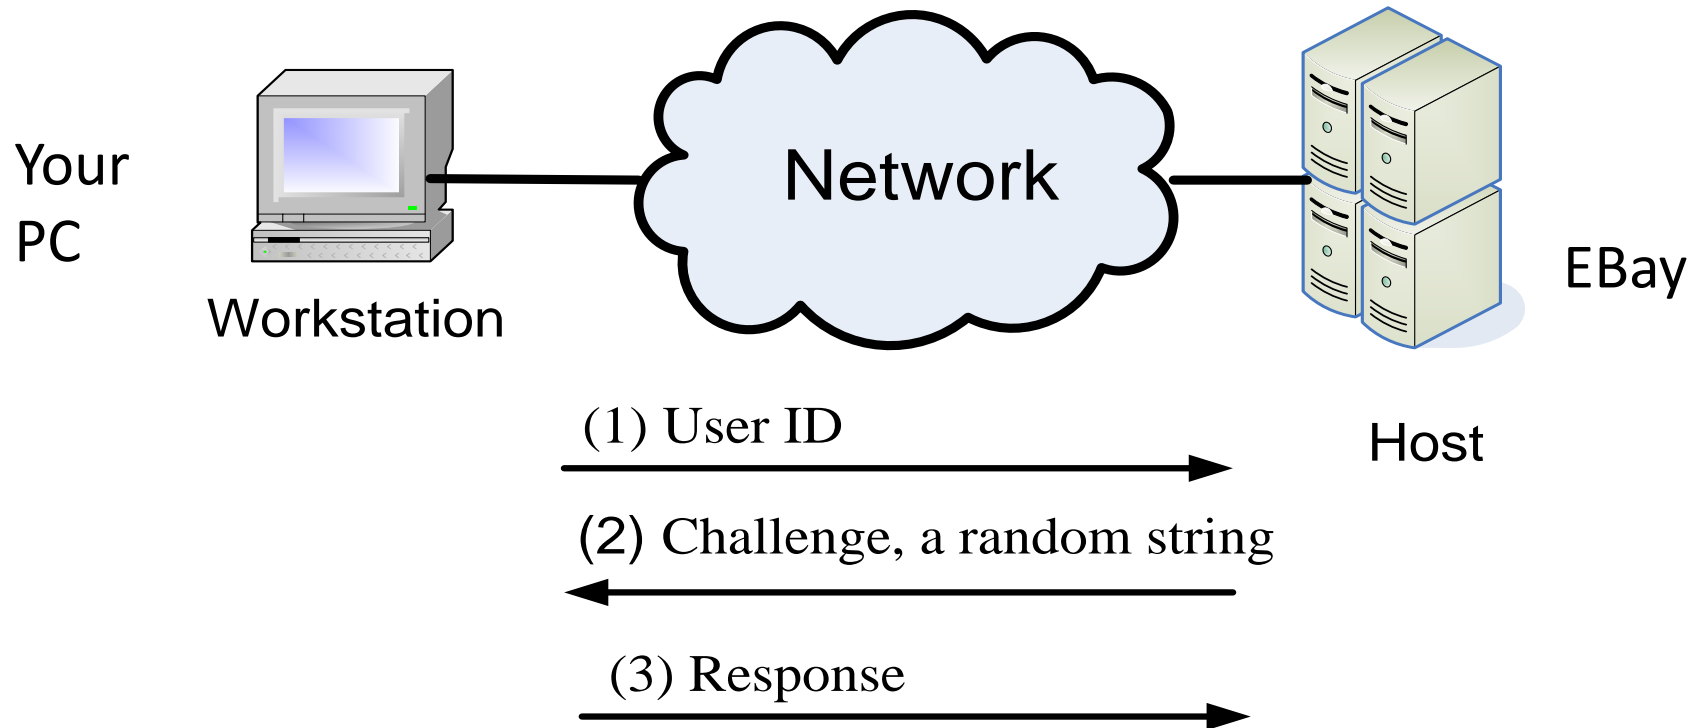 Your
PC
Workstation
Network
EBay
Host
(1) User ID
(2) Challenge, a random string
(3) Response